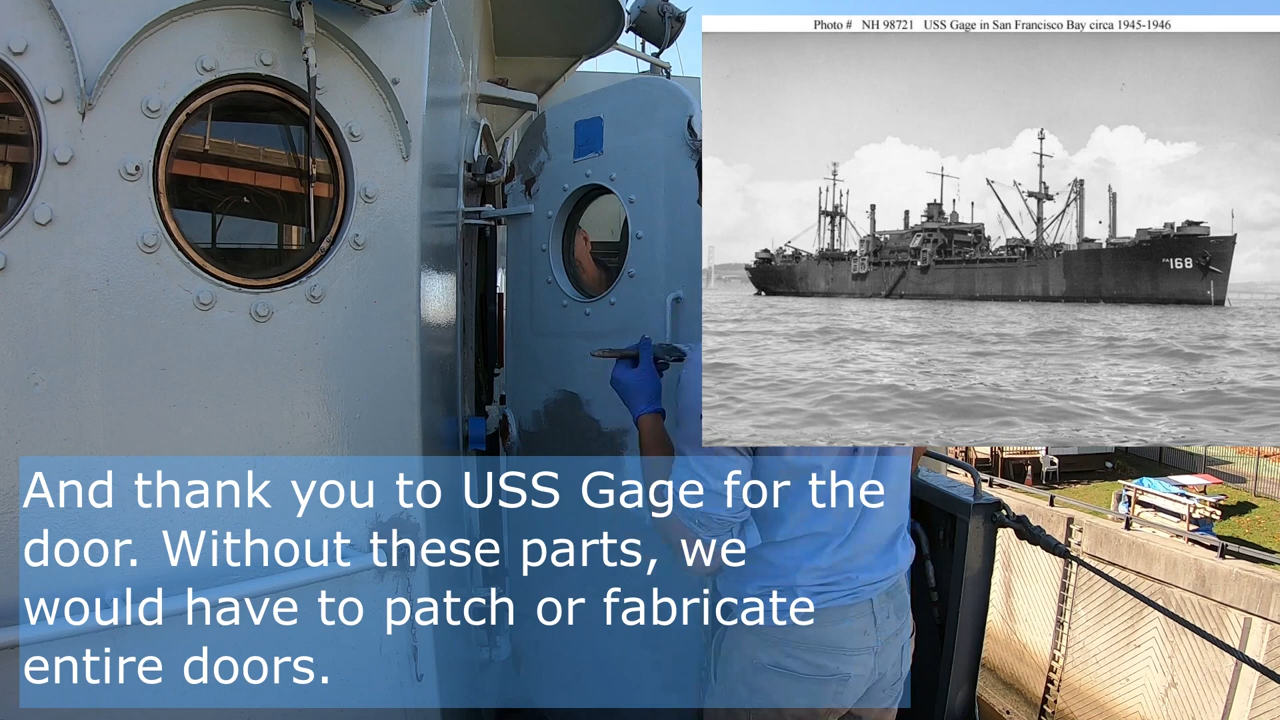 Photo # NH 98721 USS Gage in San Francisco Bay circa 1945-1946
PA168
And thank you to USS Gage for the
door. Without these parts, we
would have to patch or fabricate
entire doors.